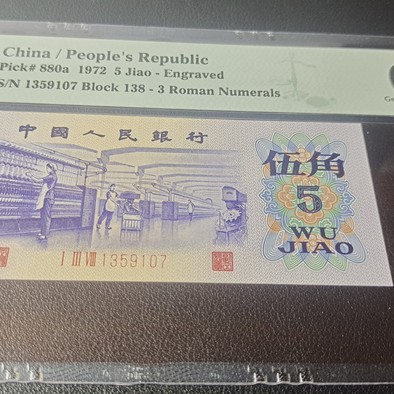 China / People's Republic
Pick# 880a 1972 5 Jiao - Engraved
S/N 1359107 Block 138 - 3 Roman Numerals
中國人民銀行
伍角
5
WU
JIAO
I III VIII 1359107